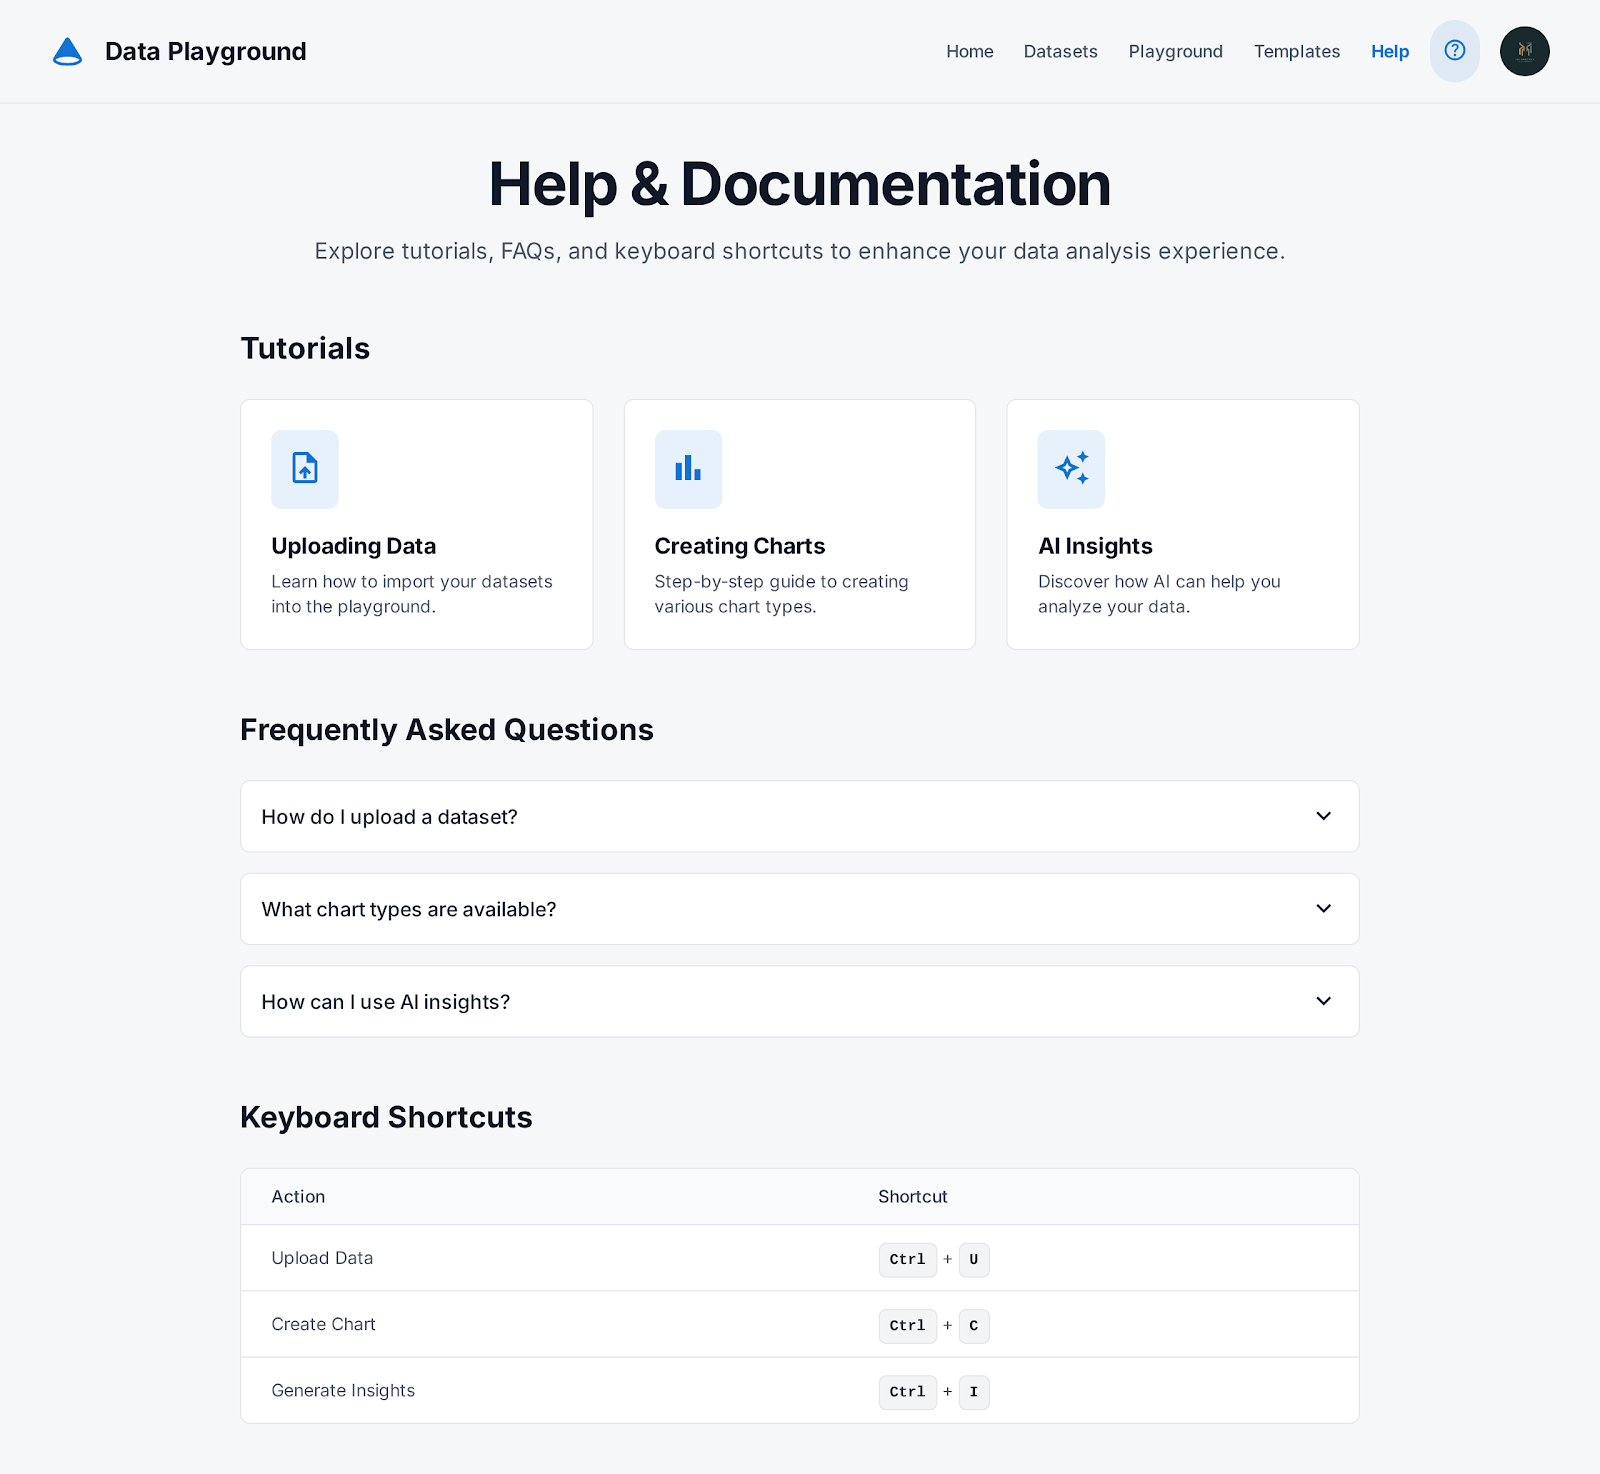 Data Playground
Home
Datasets
Playground
Templates
Help
Help & Documentation
Explore tutorials, FAQs, and keyboard shortcuts to enhance your data analysis experience.
Tutorials
Uploading Data
Learn how to import your datasets
into the playground.
Creating Charts
Step-by-step guide to creating
various chart types.
AI Insights
Discover how AI can help you
analyze your data.
Frequently Asked Questions
How do I upload a dataset?
What chart types are available?
How can I use AI insights?
Keyboard Shortcuts
Action Shortcut
Upload Data Ctrl + U
Create Chart Ctrl + C
Generate Insights Ctrl + I